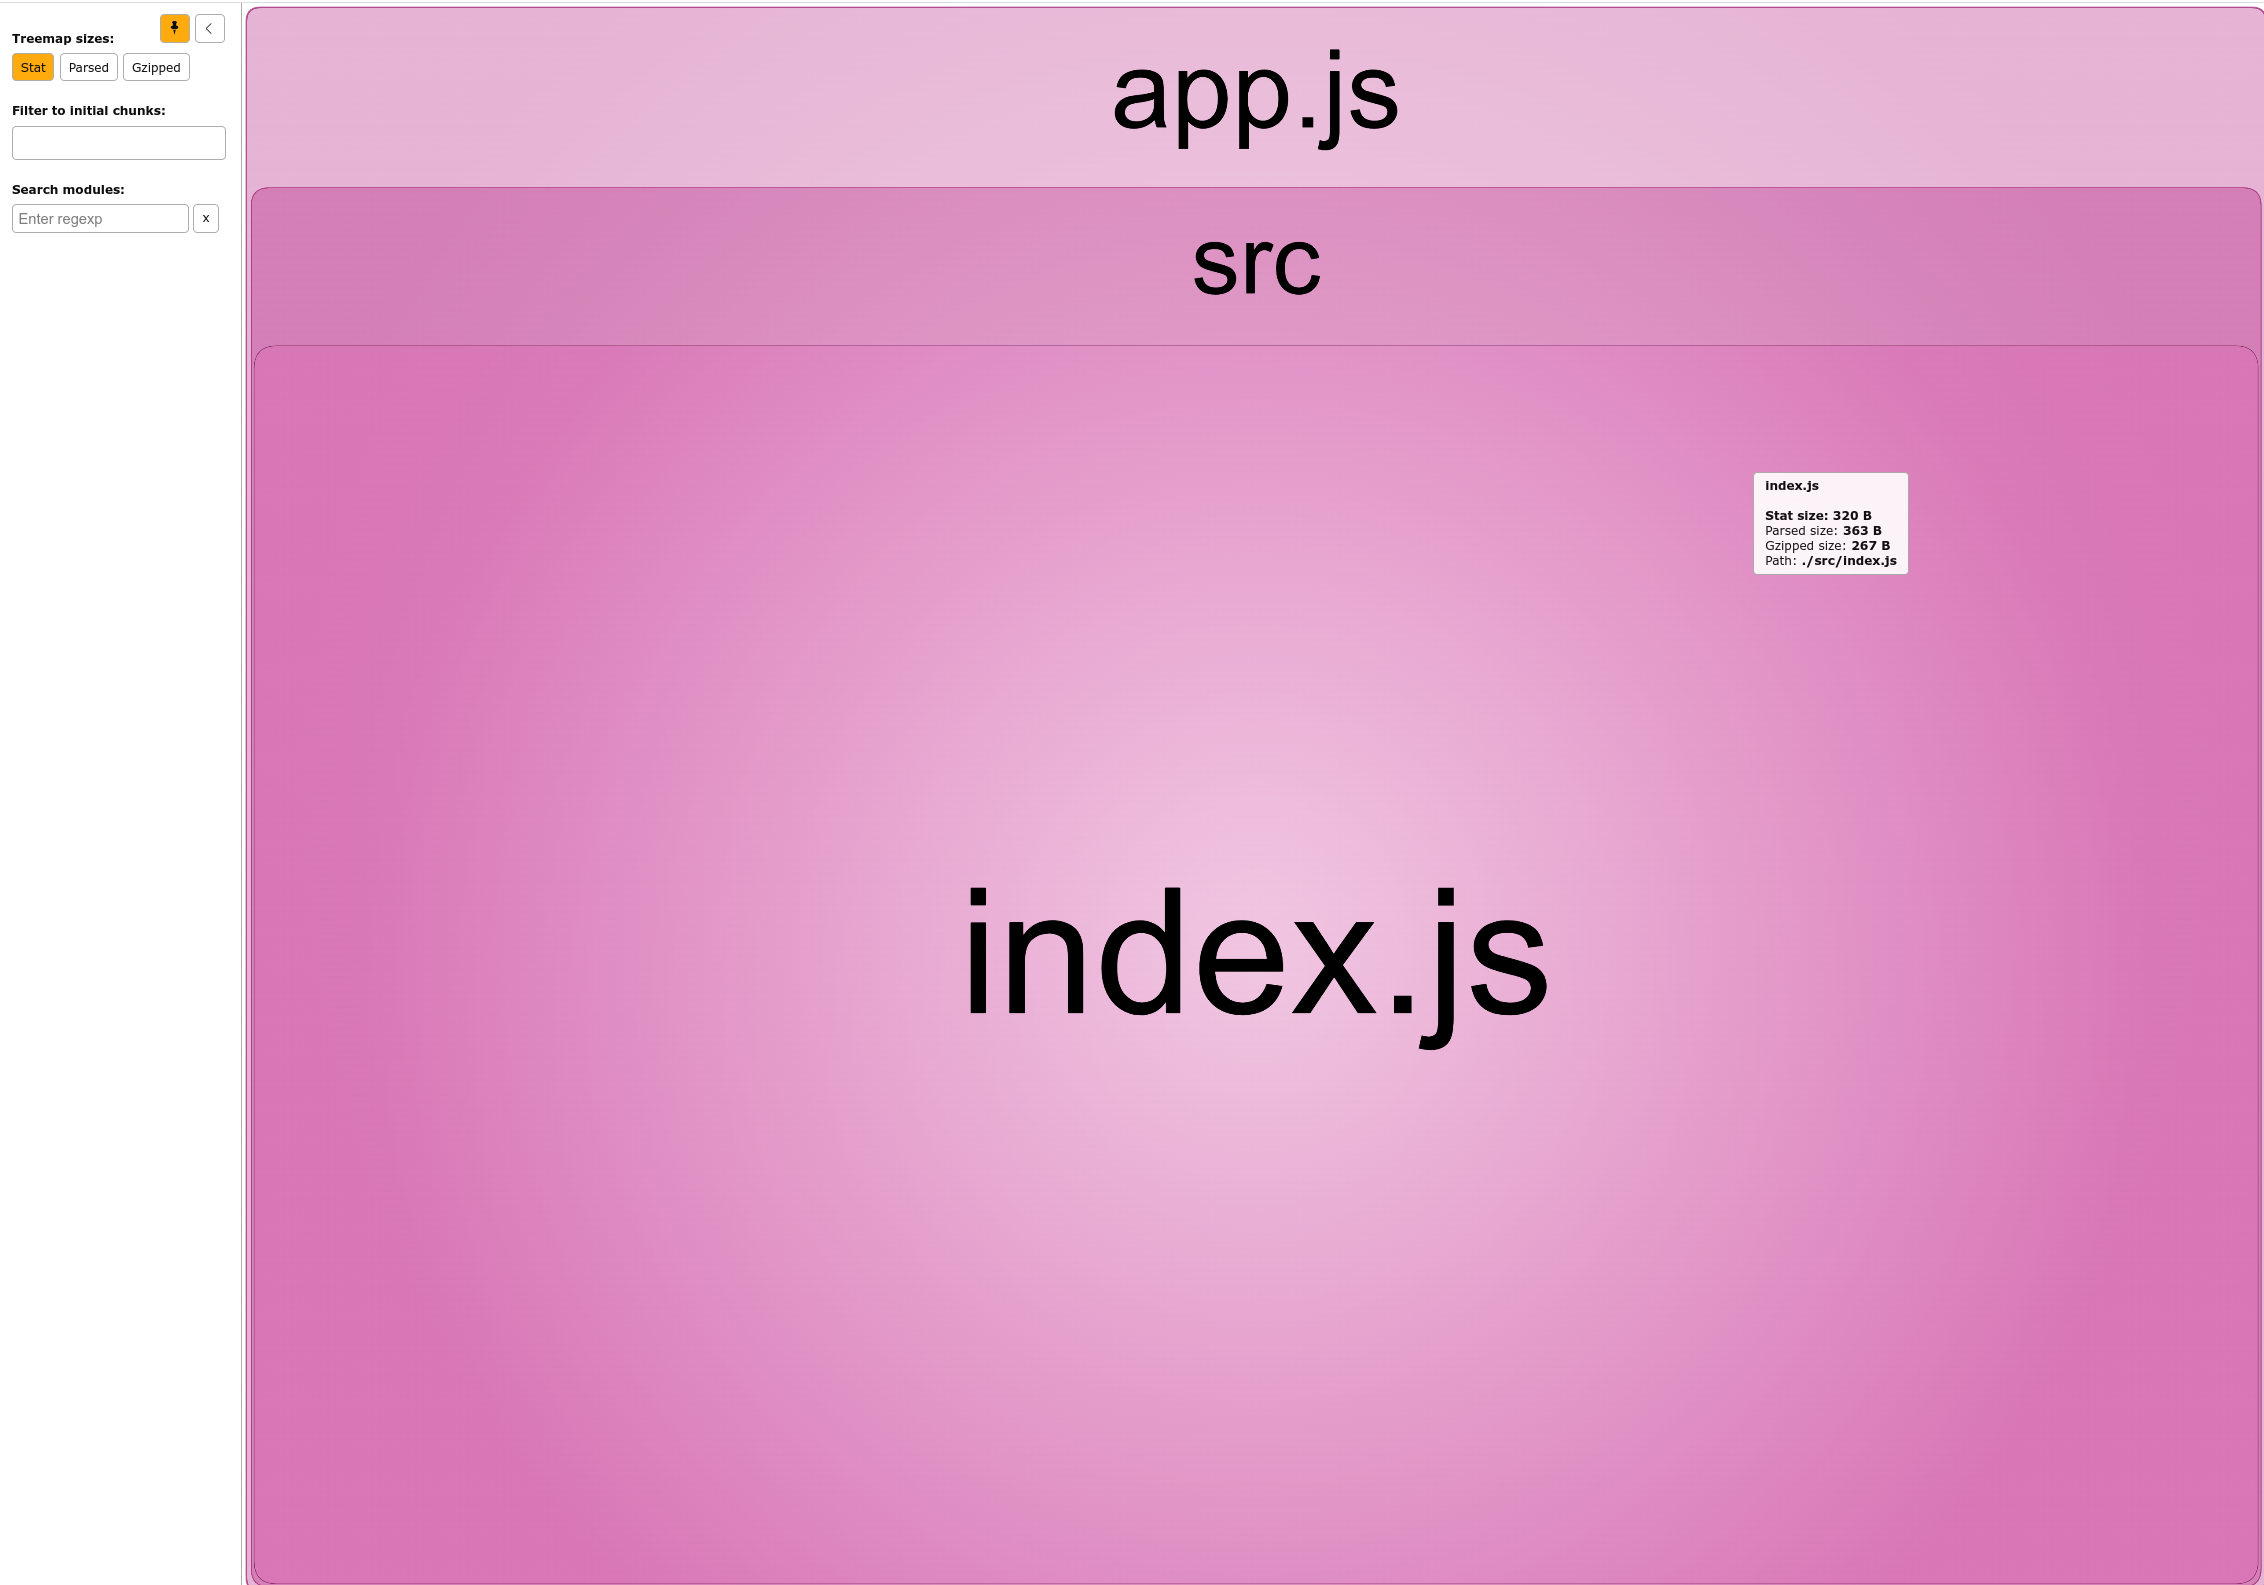 Treemap sizes:
<
Stat Parsed Gzipped
Filter to initial chunks:
Search modules:
Enter regexp x
app.js
src
index.js
Stat size: 320 B
Parsed size: 363 B
Gzipped size: 267 B
Path: ./src/index.js
index.js